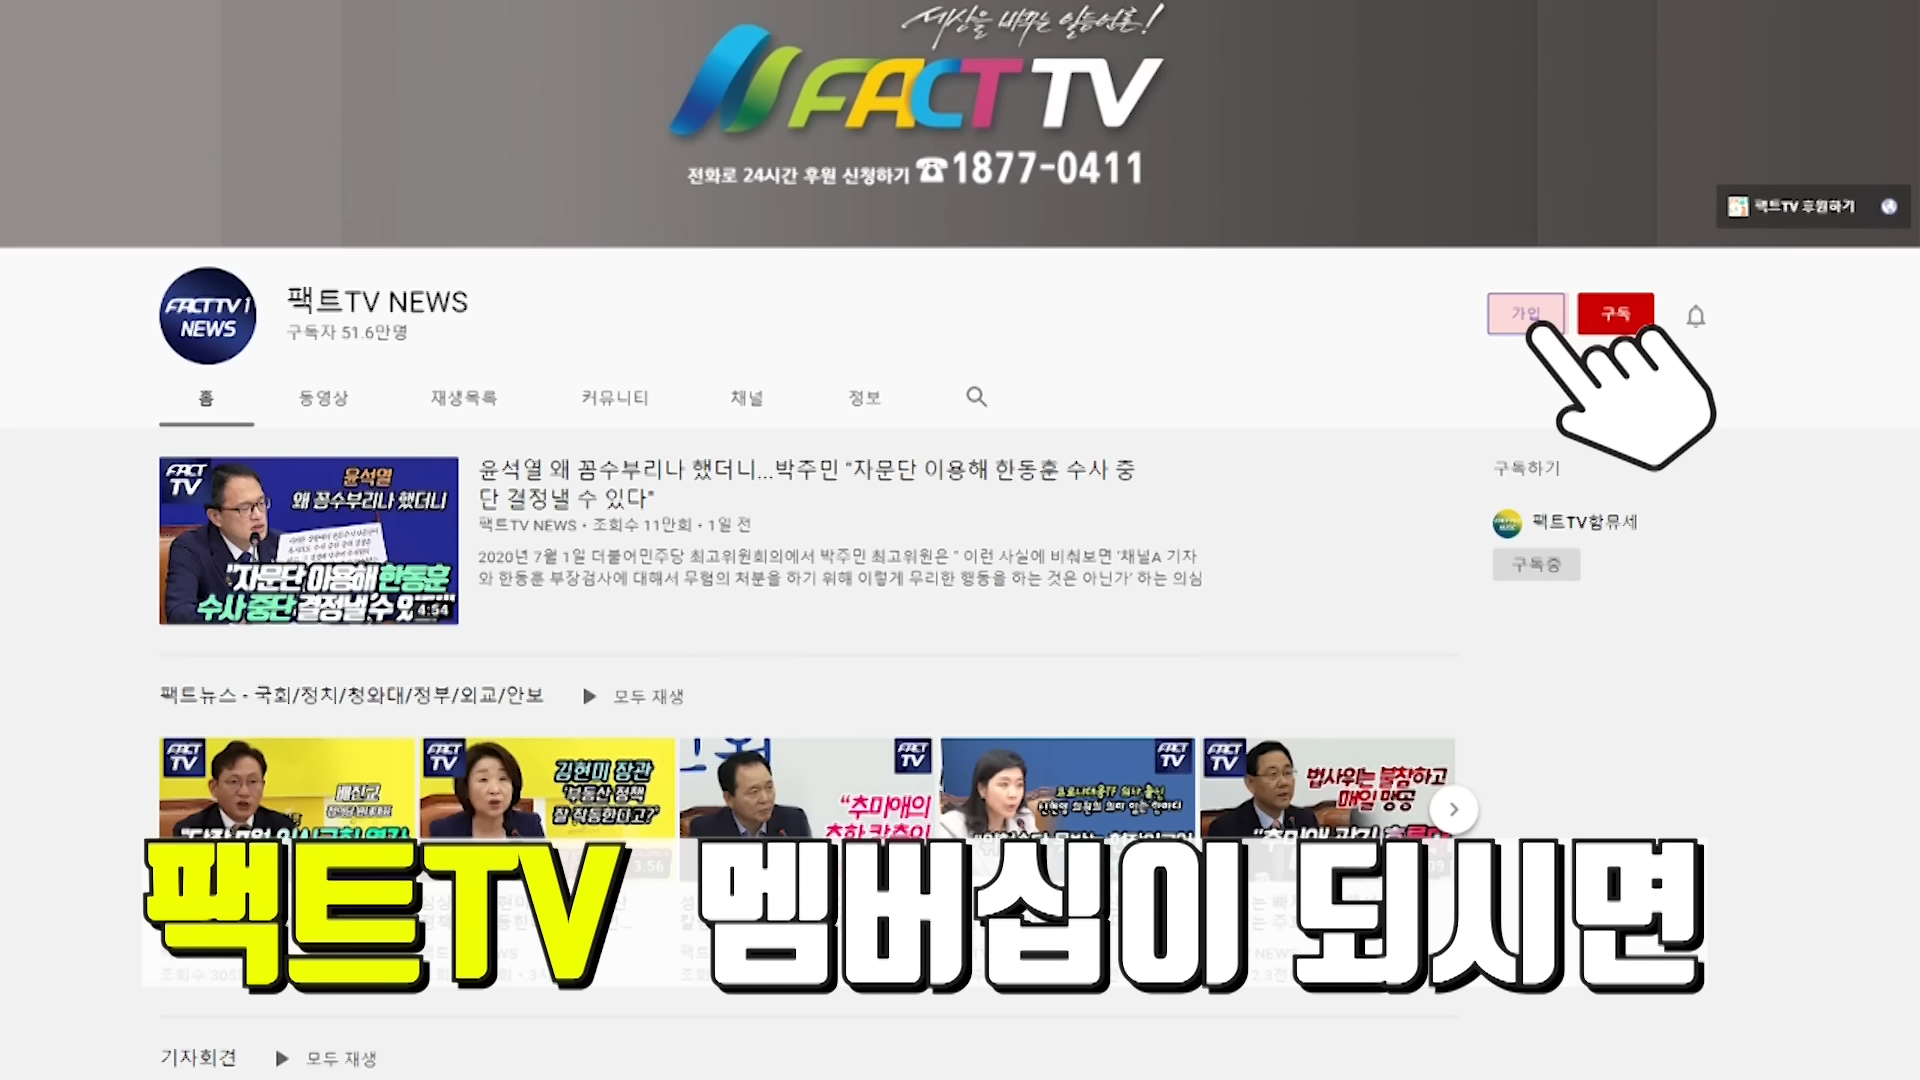 세상을 바꾸는 일등언론!
FACT TV
전화로 24시간 후원 신청하기 ☎1877-0411
팩트TV 후원하기
FACTTV1
NEWS
팩트TV NEWS
구독자 51.6만명
가입
구독
홈
동영상
재생목록
커뮤니티
채널
정보
FACT
TV
윤석열
왜 꼼수부리나 했더니
"자문단 이용해 한동훈
수사 중단 결정낼 수 있
4:54
윤석열 왜 꼼수부리나 했더니...박주민 "자문단 이용해 한동훈 수사 중
단 결정낼 수 있다"
팩트TV NEWS • 조회수 11만회 • 1일 전
2020년 7월 1일 더불어민주당 최고위원회의에서 박주민 최고위원은 " 이런 사실에 비춰보면 '채널A 기자
와 한동훈 부장검사에 대해서 무혐의 처분을 하기 위해 이렇게 무리한 행동을 하는 것은 아닌가' 하는 의심
구독하기
팩트TV함뮤세
구독중
팩트뉴스 - 국회/정치/청와대/정부/외교/안보
모두 재생
FACT
TV
배진교
FACT
TV
김현미 장관
'부동산 정책
잘 작동한다고?'
FACT
TV
"추미애의
FACT
TV
FACT
TV
법사위는 불참하고
매일 맹공
3:56
팩트TV 멤버십이 되시면
기자회견
모두 재생